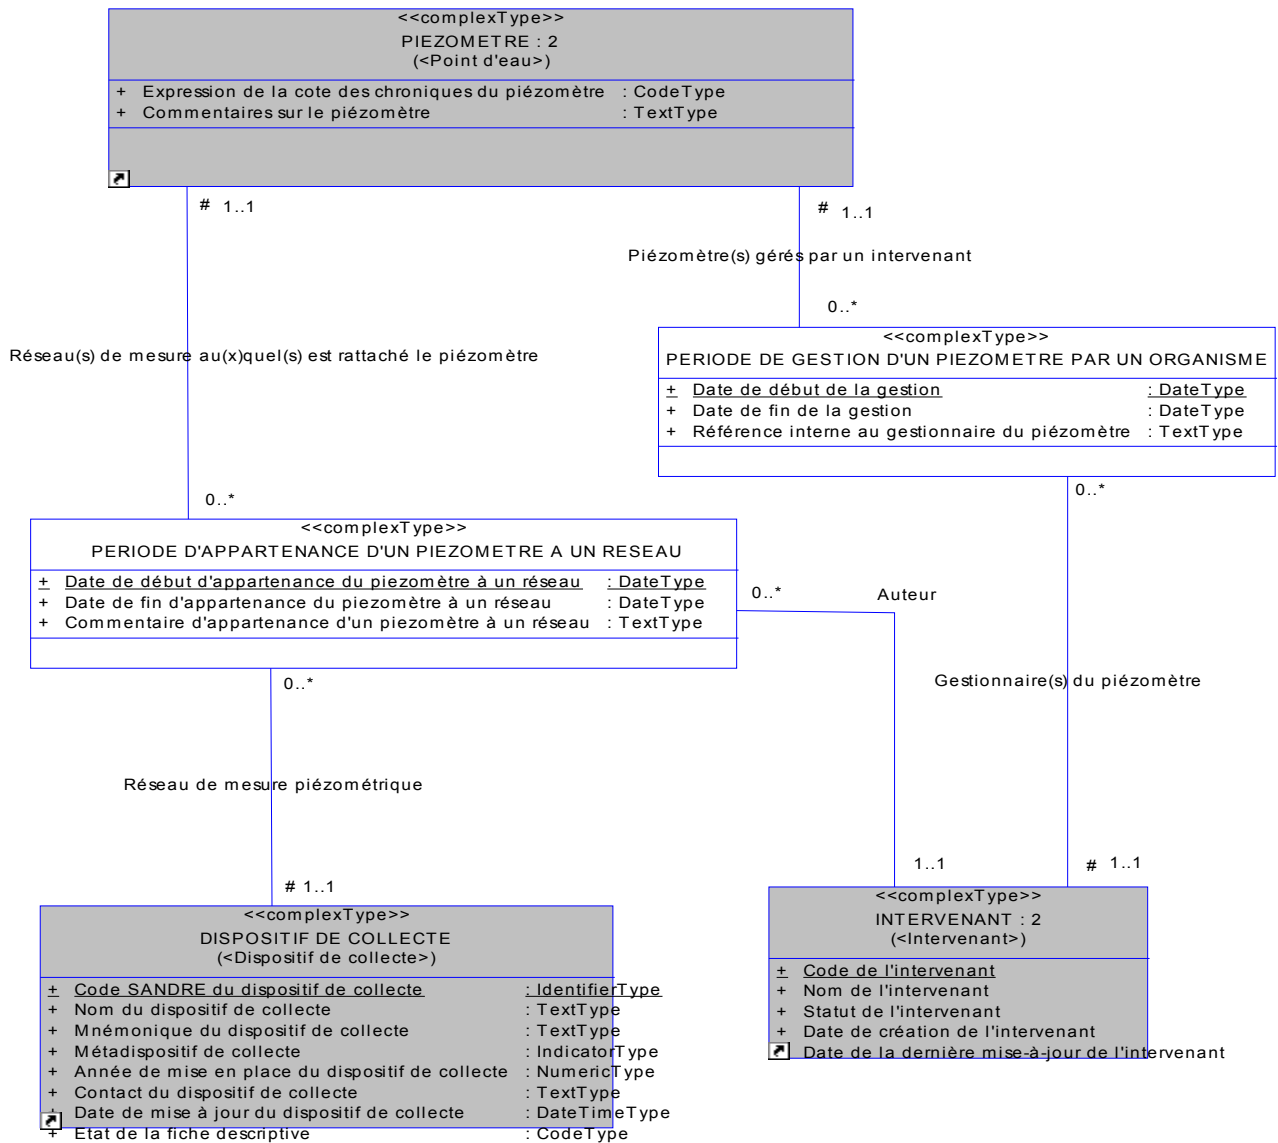 <<complexType>>
PIEZOMETRE : 2
(<Point d'eau>)
+ Expression de la cote des chroniques du piézomètre : CodeType
+ Commentaires sur le piézomètre : TextType
# 1..1
# 1..1
Piézomètre(s) gérés par un intervenant
0..*
<<complexType>>
PERIODE DE GESTION D'UN PIEZOMETRE PAR UN ORGANISME
+ Date de début de la gestion : DateType
+ Date de fin de la gestion : DateType
+ Référence interne au gestionnaire du piézomètre : TextType
0..*
Réseau(s) de mesure au(x)quel(s) est rattaché le piézomètre
0..*
<<complexType>>
PERIODE D'APPARTENANCE D'UN PIEZOMETRE A UN RESEAU
+ Date de début d'appartenance du piezomètre à un réseau : DateType
+ Date de fin d'appartenance du piezomètre à un réseau : DateType
+ Commentaire d'appartenance d'un piezomètre à un réseau : TextType
0..*
Auteur
0..*
Gestionnaire(s) du piézomètre
Réseau de mesure piézométrique
1..1
# 1..1
# 1..1
<<complexType>>
DISPOSITIF DE COLLECTE
(<Dispositif de collecte>)
+ Code SANDRE du dispositif de collecte : IdentifierType
+ Nom du dispositif de collecte : TextType
+ Mnémonique du dispositif de collecte : TextType
+ Métadispositif de collecte : IndicatorType
+ Année de mise en place du dispositif de collecte : NumericType
+ Contact du dispositif de collecte : TextType
+ Date de mise à jour du dispositif de collecte : DateTimeType
+ Etat de la fiche descriptive : CodeType
<<complexType>>
INTERVENANT : 2
(<Intervenant>)
+ Code de l'intervenant
+ Nom de l'intervenant
+ Statut de l'intervenant
+ Date de création de l'intervenant
Date de la dernière mise-à-jour de l'intervenant